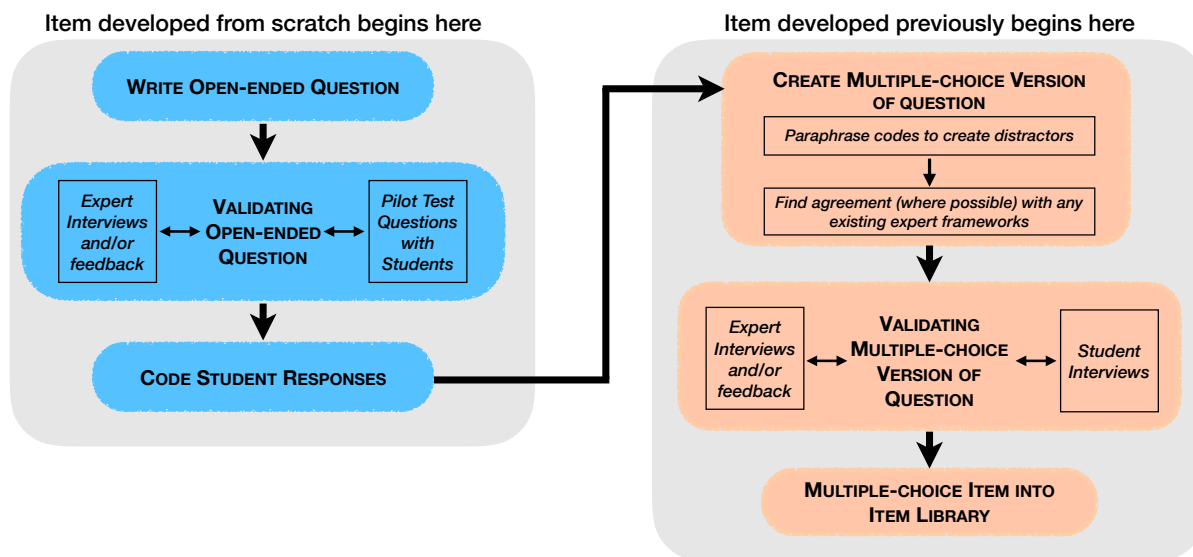 Item developed from scratch begins here
WRITE OPEN-ENDED QUESTION
Expert
Interviews
and/or
feedback
VALIDATING
OPEN-ENDED
QUESTION
Pilot Test
Questions
with
Students
CODE STUDENT RESPONSES
Item developed previously begins here
CREATE MULTIPLE-CHOICE VERSION
OF QUESTION
Paraphrase codes to create distractors
Find agreement (where possible) with any
existing expert frameworks
Expert
Interviews
and/or
feedback
VALIDATING
MULTIPLE-CHOICE
VERSION OF
QUESTION
Student
Interviews
MULTIPLE-CHOICE ITEM INTO
ITEM LIBRARY